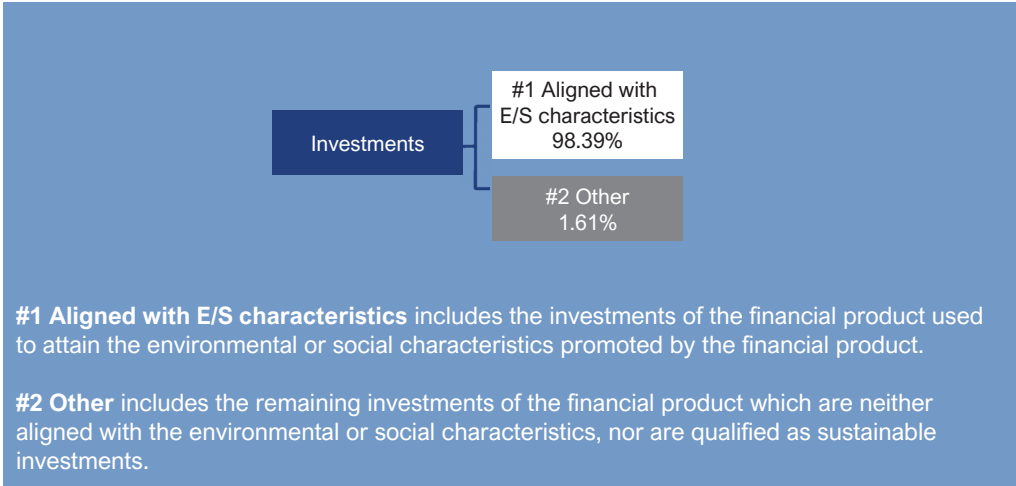 #1 Aligned with
E/S characteristics
98.39%
Investments
#2 Other
1.61%
#1 Aligned with E/S characteristics includes the investments of the financial product used
to attain the environmental or social characteristics promoted by the financial product.
#2 Other includes the remaining investments of the financial product which are neither
aligned with the environmental or social characteristics, nor are qualified as sustainable
investments.